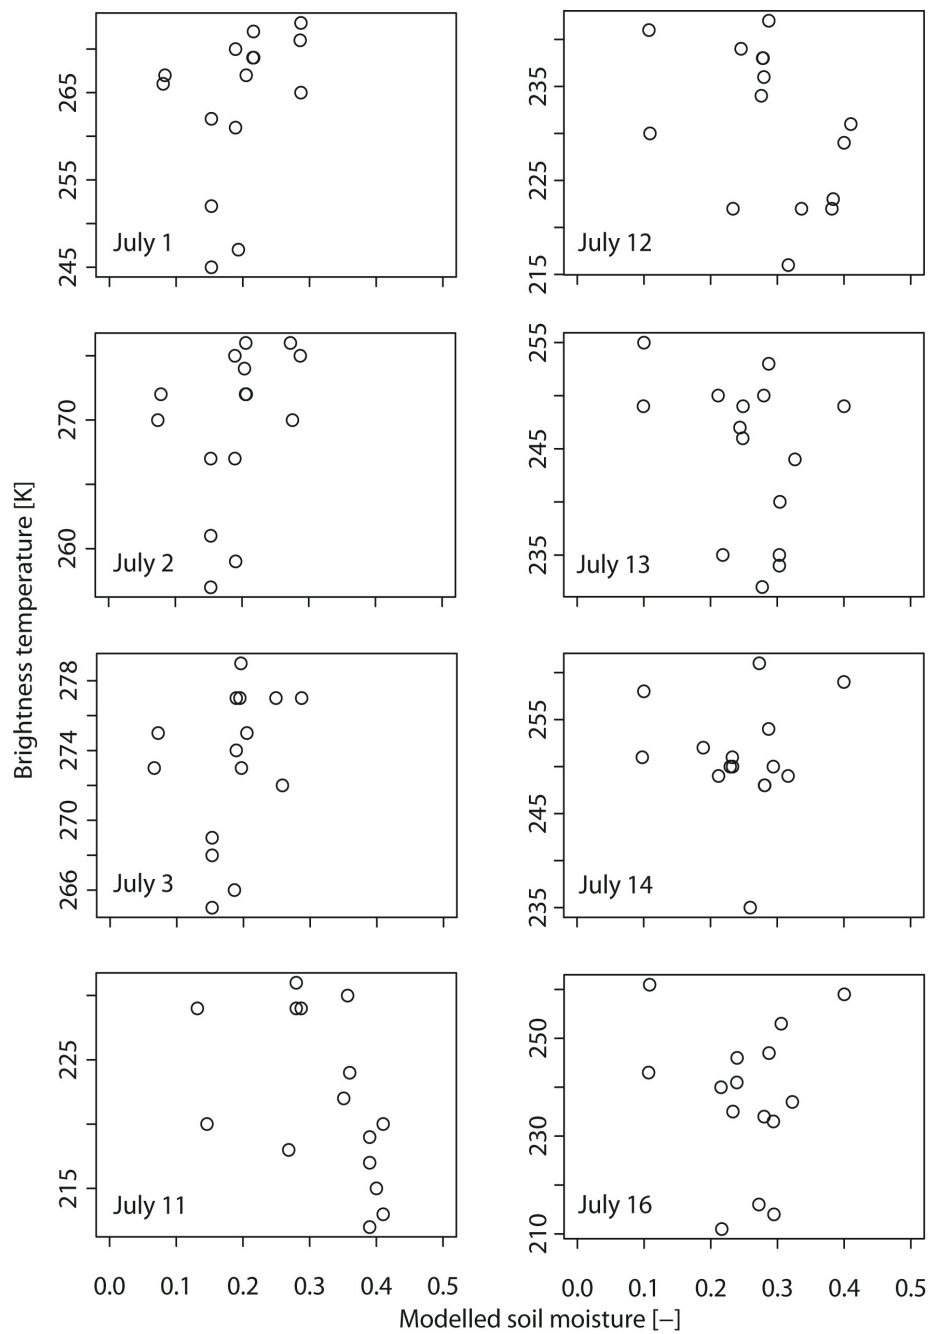 265
255
245
July 1
235
225
215
July 12
270
260
July 2
255
245
235
July 13
278
274
270
266
July 3
255
245
235
July 14
225
215
July 11
250
230
210
July 16
Brightness temperature [K]
0.0 0.1 0.2 0.3 0.4 0.5
0.0 0.1 0.2 0.3 0.4 0.5
Modelled soil moisture [−]